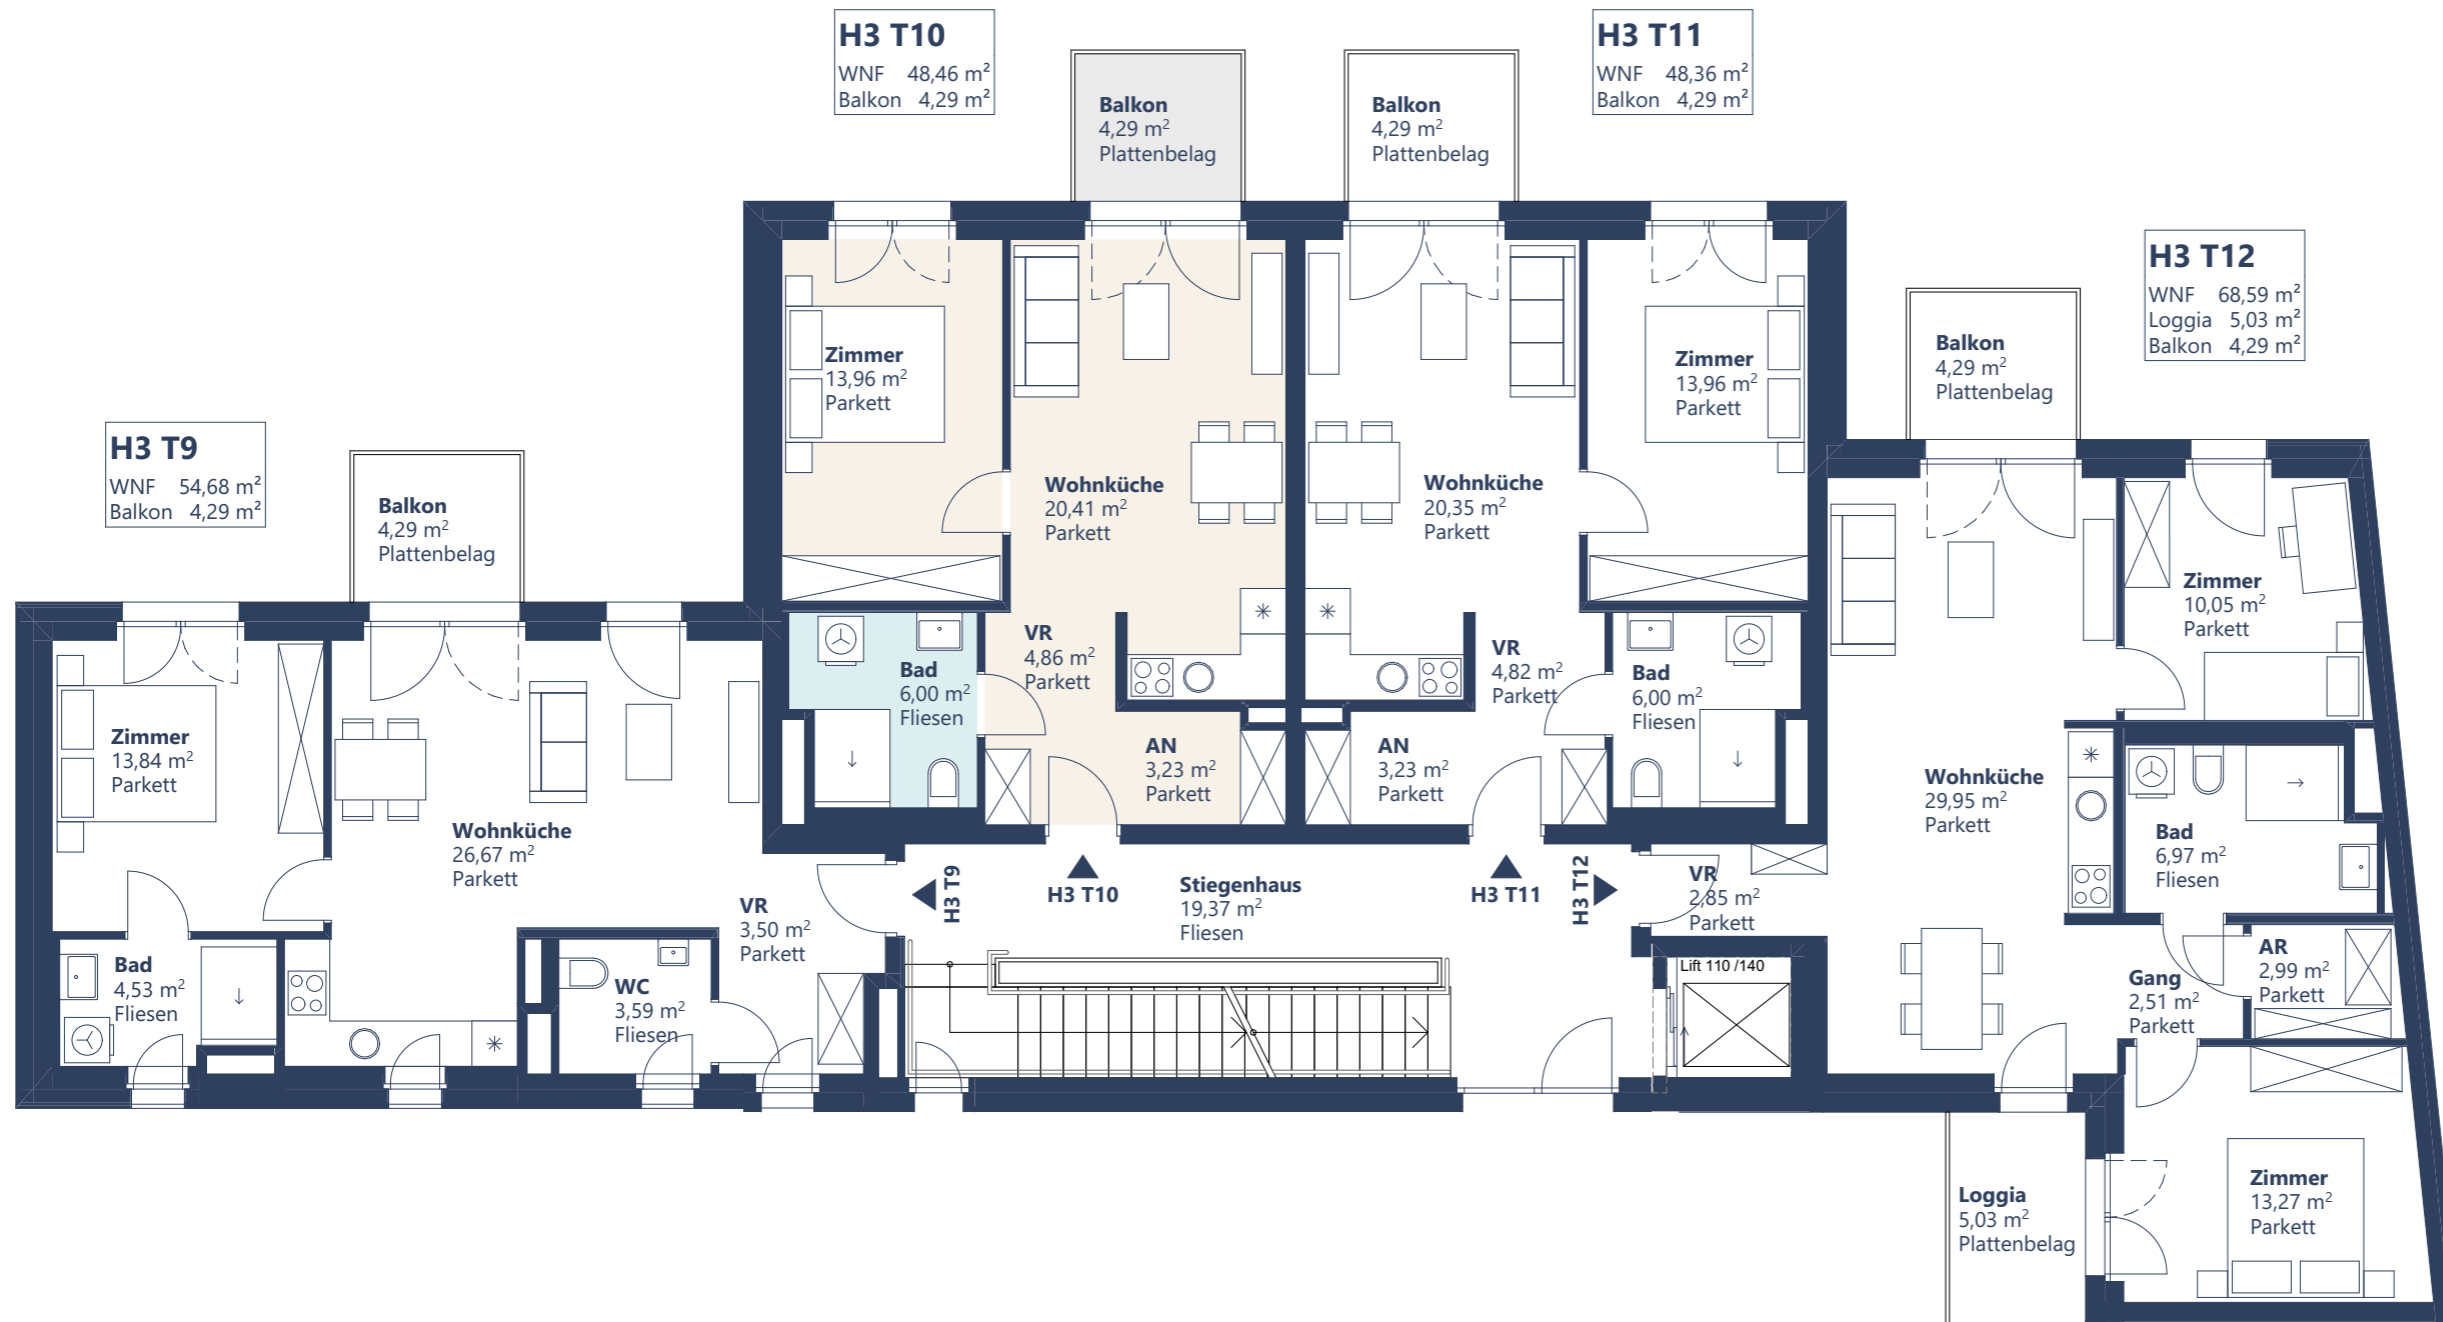 H3 T10
WNF 48,46 m²
Balkon 4,29 m²
H3 T11
WNF 48,36 m²
Balkon 4,29 m²
Balkon
4,29 m²
Plattenbelag
Balkon
4,29 m²
Plattenbelag
H3 T12
WNF 68,59 m²
Loggia 5,03 m²
Balkon 4,29 m²
Balkon
4,29 m²
Plattenbelag
H3 T9
WNF 54,68 m²
Balkon 4,29 m²
Balkon
4,29 m²
Plattenbelag
Zimmer
13,96 m²
Parkett
Wohnküche
20,41 m²
Parkett
Wohnküche
20,35 m²
Parkett
Zimmer
13,96 m²
Parkett
Zimmer
10,05 m²
Parkett
VR
4,86 m²
Parkett
Bad
6,00 m²
Fliesen
VR
4,82 m²
Parkett
Bad
6,00 m²
Fliesen
AN
3,23 m²
Parkett
AN
3,23 m²
Parkett
Zimmer
13,84 m²
Parkett
Wohnküche
26,67 m²
Parkett
Wohnküche
29,95 m²
Parkett
Bad
6,97 m²
Fliesen
VR
3,50 m²
Parkett
H3 T9
H3 T10
Stiegenhaus
19,37 m²
Fliesen
H3 T11
H3 T12
VR
2,85 m²
Parkett
Bad
4,53 m²
Fliesen
WC
3,59 m²
Fliesen
Lift 110 /140
Gang
2,51 m²
Parkett
AR
2,99 m²
Parkett
Loggia
5,03 m²
Plattenbelag
Zimmer
13,27 m²
Parkett